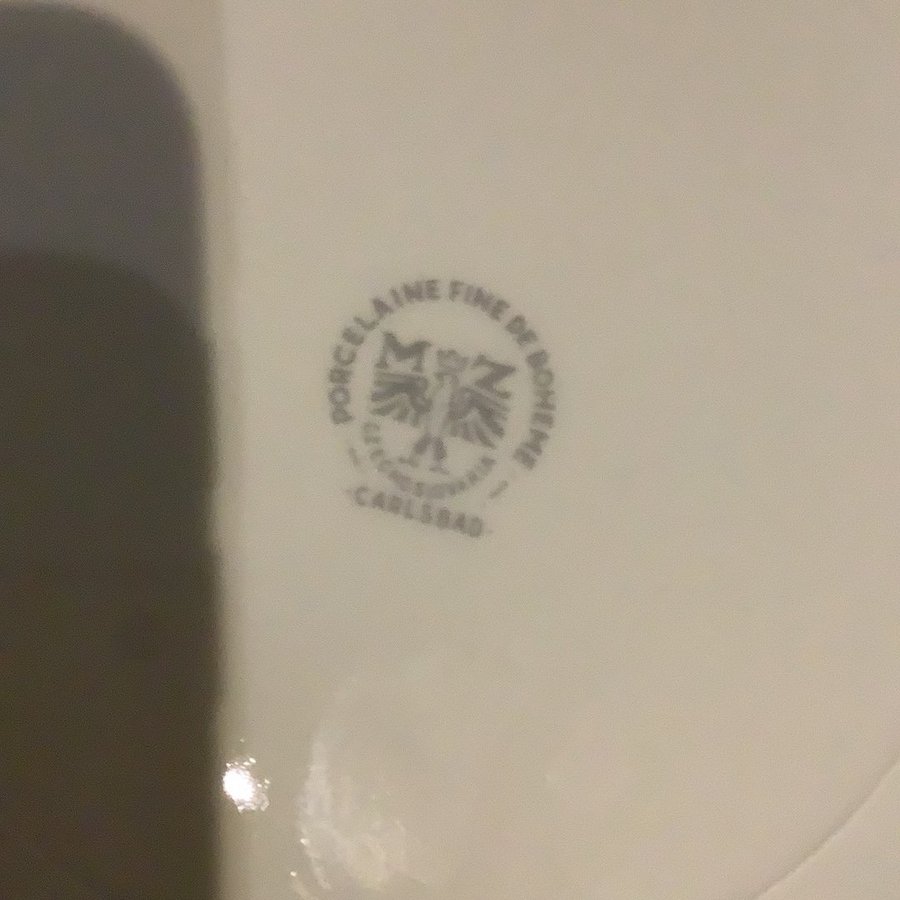 PORCELAINE FINE DE BOHEME
M Z
CZECHOSLOVAKIA
CARLSBAD